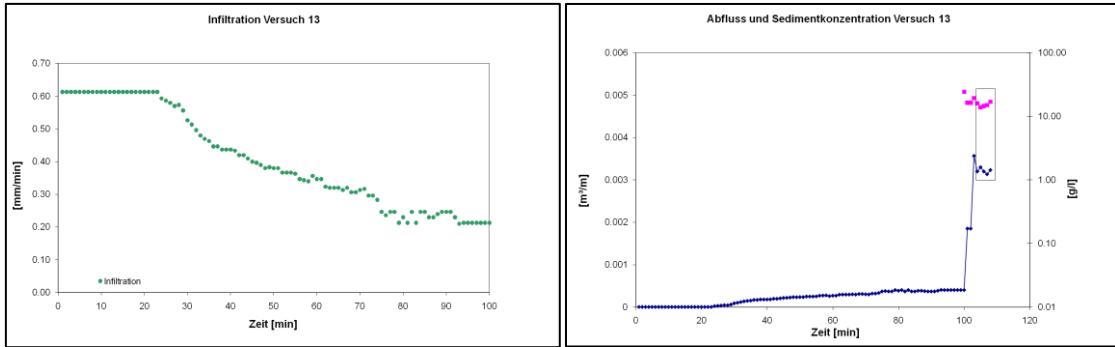 Infiltration Versuch 13
0.70
0.60
0.50
0.40
0.30
0.20
0.10
0.00
[mm/min]
Infiltration
0 10 20 30 40 50 60 70 80 90 100
Zeit [min]
Abfluss und Sedimentkonzentration Versuch 13
0.006
0.005
0.004
0.003
0.002
0.001
0
[m³/m]
100.00
10.00
1.00
0.10
0.01
[g/l]
0 20 40 60 80 100 120
Zeit [min]